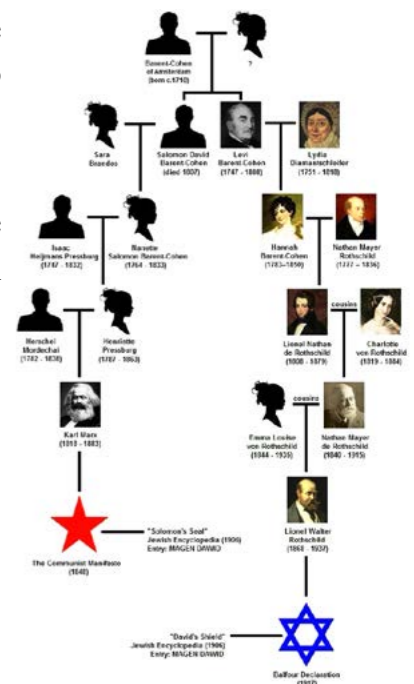 Barent-Cohen
of Amsterdam
(born c.1710)
?
Sara
Brandes
Salomon David
Barent-Cohen
(died 1807)
Levi
Barent-Cohen
(1747 - 1808)
Lydia
Diamantschleifer
(1751 - 1818)
Isaac
Heijmans Pressburg
(1747 - 1832)
Nanette
Salomon Barent-Cohen
(1764 - 1833)
Hannah
Barent-Cohen
(1783-1850)
Nathan Mayer
Rothschild
(1777 - 1836)
Herschel
Mordechai
(1782 - 1838)
Henriette
Pressburg
(1787 - 1863)
Lionel Nathan
de Rothschild
(1808 - 1879)
cousins
Charlotte
von Rothschild
(1819 - 1884)
Karl Marx
(1818 - 1883)
Emma Louise
von Rothschild
(1844 - 1935)
cousins
Nathan Mayer
de Rothschild
(1840 - 1915)
Lionel Walter
Rothschild
(1868 - 1937)
"Solomon's Seal"
Jewish Encyclopedia (1906)
Entry: MAGEN DAWID
The Communist Manifesto
(1848)
"David's Shield"
Jewish Encyclopedia (1906)
Entry: MAGEN DAWID
Balfour Declaration
(1917)